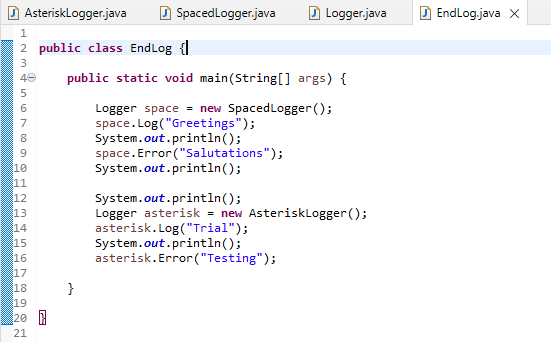 AsteriskLogger.java SpacedLogger.java Logger.java EndLog.java
1
2 public class EndLog {
3
4 public static void main(String[] args) {
5
6 Logger space = new SpacedLogger();
7 space.Log("Greetings");
8 System.out.println();
9 space.Error("Salutations");
10 System.out.println();
11
12 System.out.println();
13 Logger asterisk = new AsteriskLogger();
14 asterisk.Log("Trial");
15 System.out.println();
16 asterisk.Error("Testing");
17
18 }
19
20 }
21